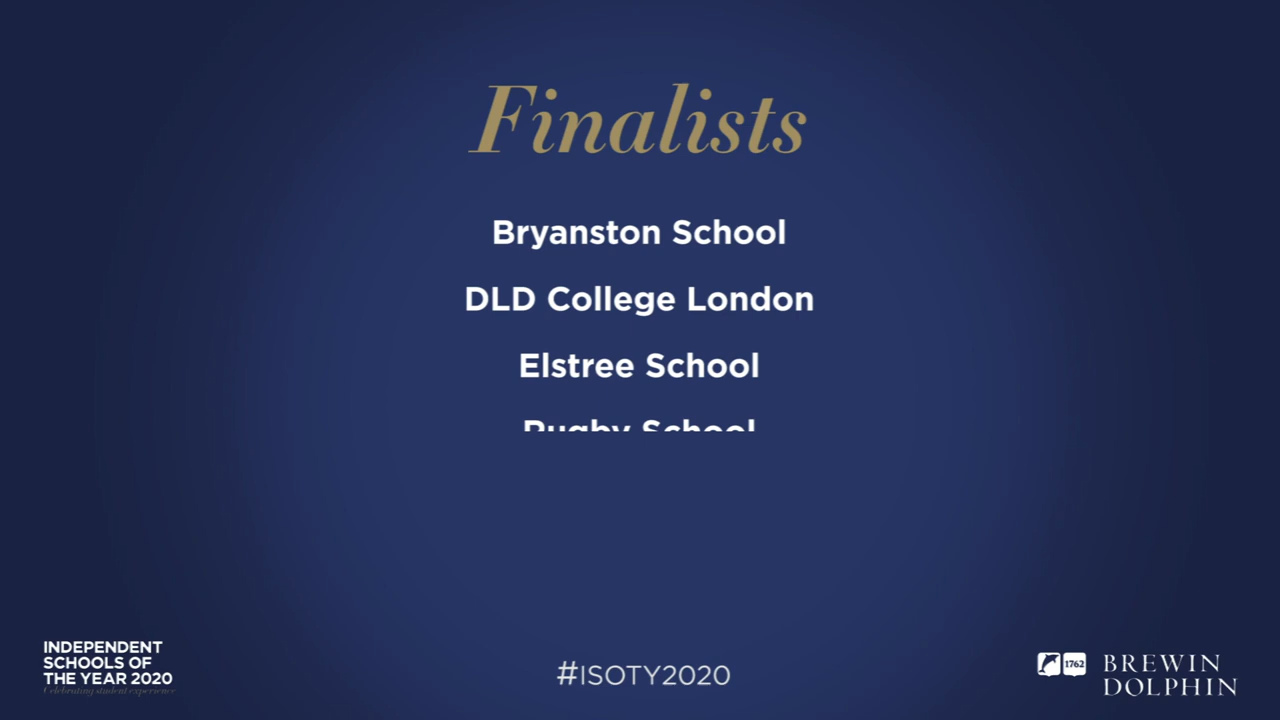 Finalists
Bryanston School
DLD College London
Elstree School
Rugby School
INDEPENDENT
SCHOOLS OF
THE YEAR 2020
Celebrating student experience
#ISOTY2020
1762
BREWIN
DOLPHIN